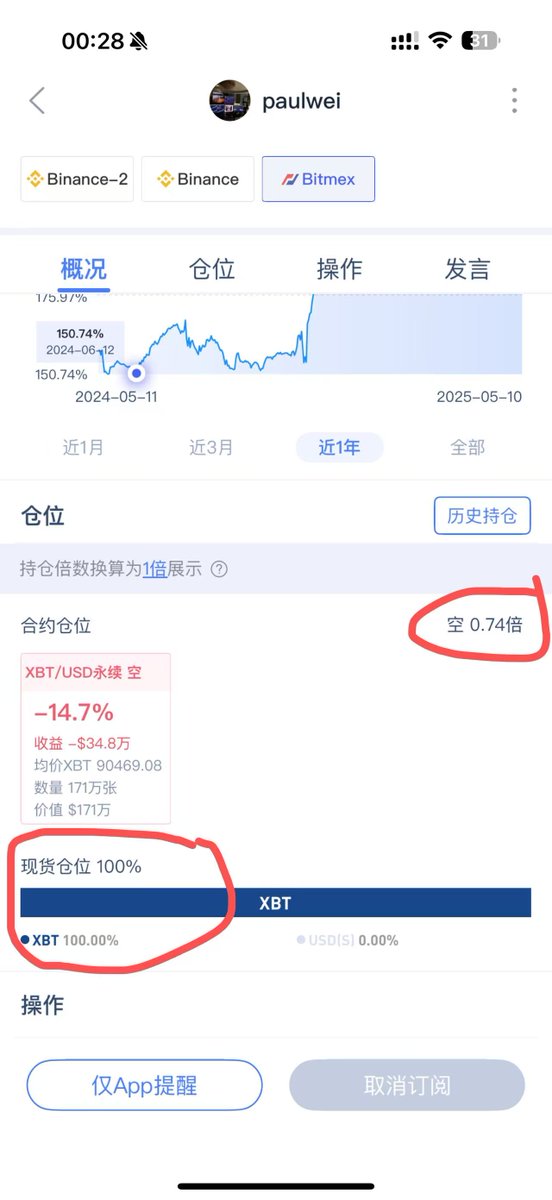 00:28
31
paulwei
Binance-2 Binance Bitmex
概况 仓位 操作 发言
175.97%
150.74%
2024-06-12
150.74%
2024-05-11 2025-05-10
近1月 近3月 近1年 全部
仓位 历史持仓
持仓倍数换算为1倍展示 ?
合约仓位 空 0.74倍
XBT/USD永续 空
-14.7%
收益 -$34.8万
均价XBT 90469.08
数量 171万张
价值 $171万
现货仓位 100%
XBT
XBT 100.00% USD(S) 0.00%
操作
仅App提醒 取消订阅